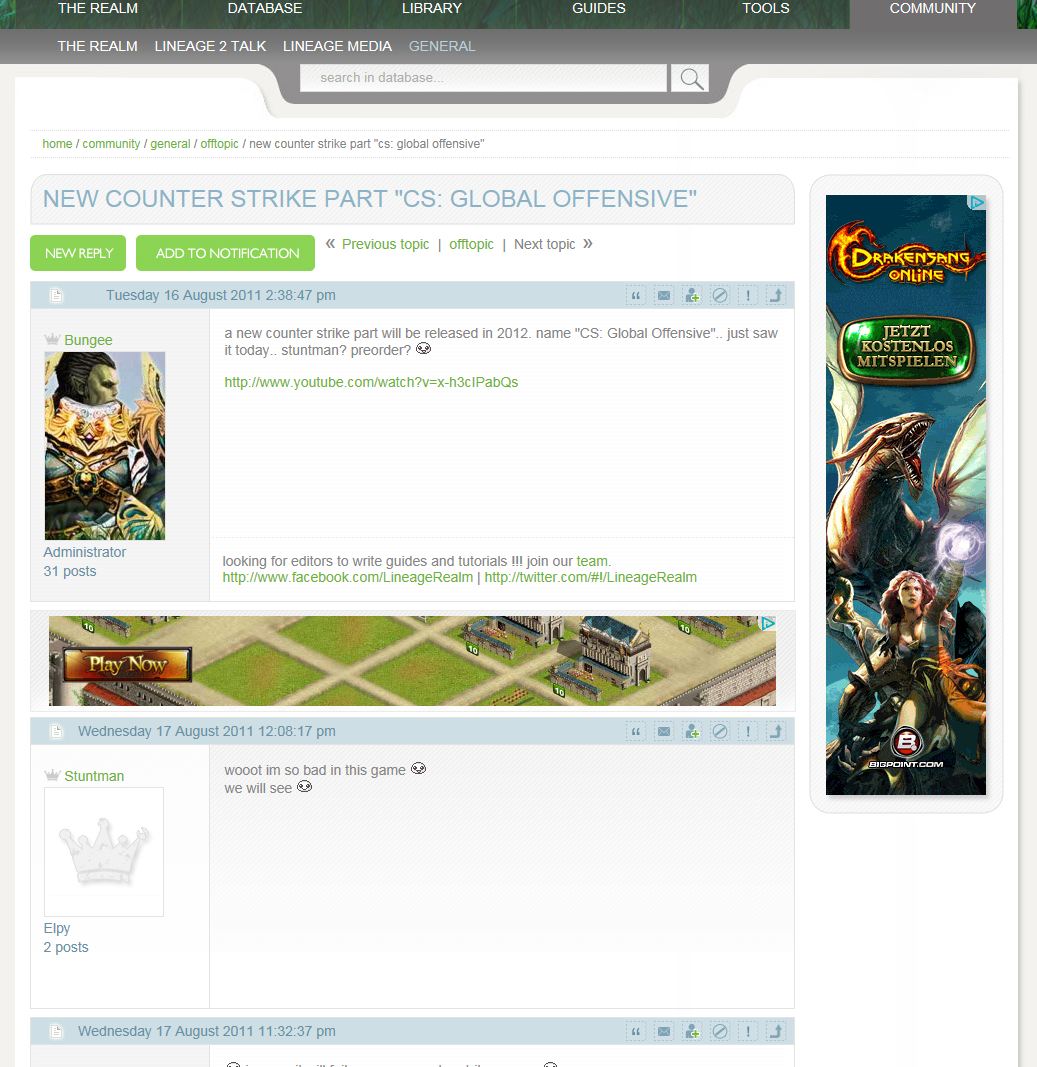 THE REALM DATABASE LIBRARY GUIDES TOOLS COMMUNITY
THE REALM LINEAGE 2 TALK LINEAGE MEDIA GENERAL
search in database...
home / community / general / offtopic / new counter strike part "cs: global offensive"
NEW COUNTER STRIKE PART "CS: GLOBAL OFFENSIVE"
NEW REPLY ADD TO NOTIFICATION « Previous topic | offtopic | Next topic »
Tuesday 16 August 2011 2:38:47 pm
Bungee
a new counter strike part will be released in 2012. name "CS: Global Offensive".. just saw
it today.. stuntman? preorder?
http://www.youtube.com/watch?v=x-h3cIPabQs
Administrator
31 posts
looking for editors to write guides and tutorials !!! join our team.
http://www.facebook.com/LineageRealm | http://twitter.com/#!/LineageRealm
10
10
10
10
Play Now
Wednesday 17 August 2011 12:08:17 pm
Stuntman
wooot im so bad in this game
we will see
Elpy
2 posts
Wednesday 17 August 2011 11:32:37 pm
DRAKENSANG
ONLINE
JETZT
KOSTENLOS
MITSPIELEN
BIGPOINT.COM